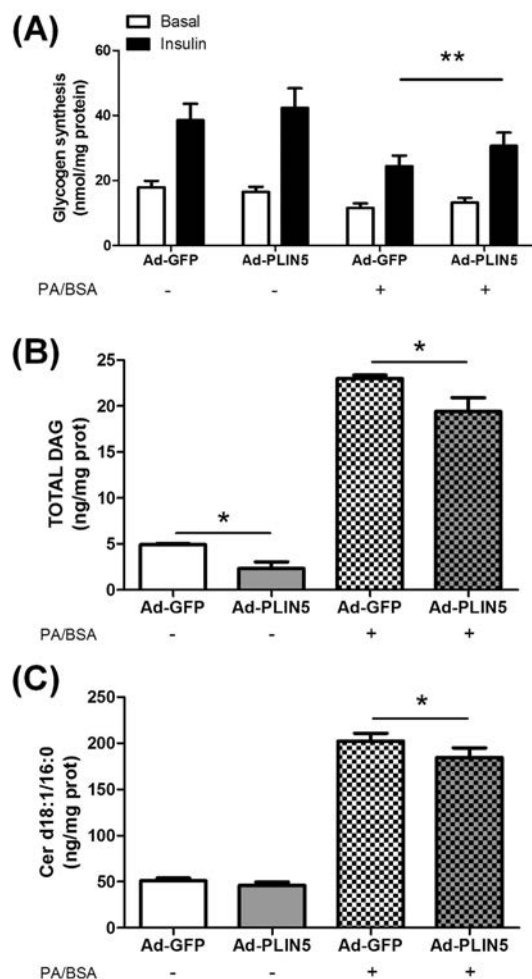 (A)
Basal
Insulin
Glycogen synthesis
(nmol/mg protein)
60
40
20
0
**
Ad-GFP Ad-PLIN5 Ad-GFP Ad-PLIN5
PA/BSA - - + +
(B)
TOTAL DAG
(ng/mg prot)
25
20
15
10
5
0
*
*
Ad-GFP Ad-PLIN5 Ad-GFP Ad-PLIN5
PA/BSA - - + +
(C)
Cer d18:1/16:0
(ng/mg prot)
250
200
150
100
50
0
*
Ad-GFP Ad-PLIN5 Ad-GFP Ad-PLIN5
PA/BSA - - + +